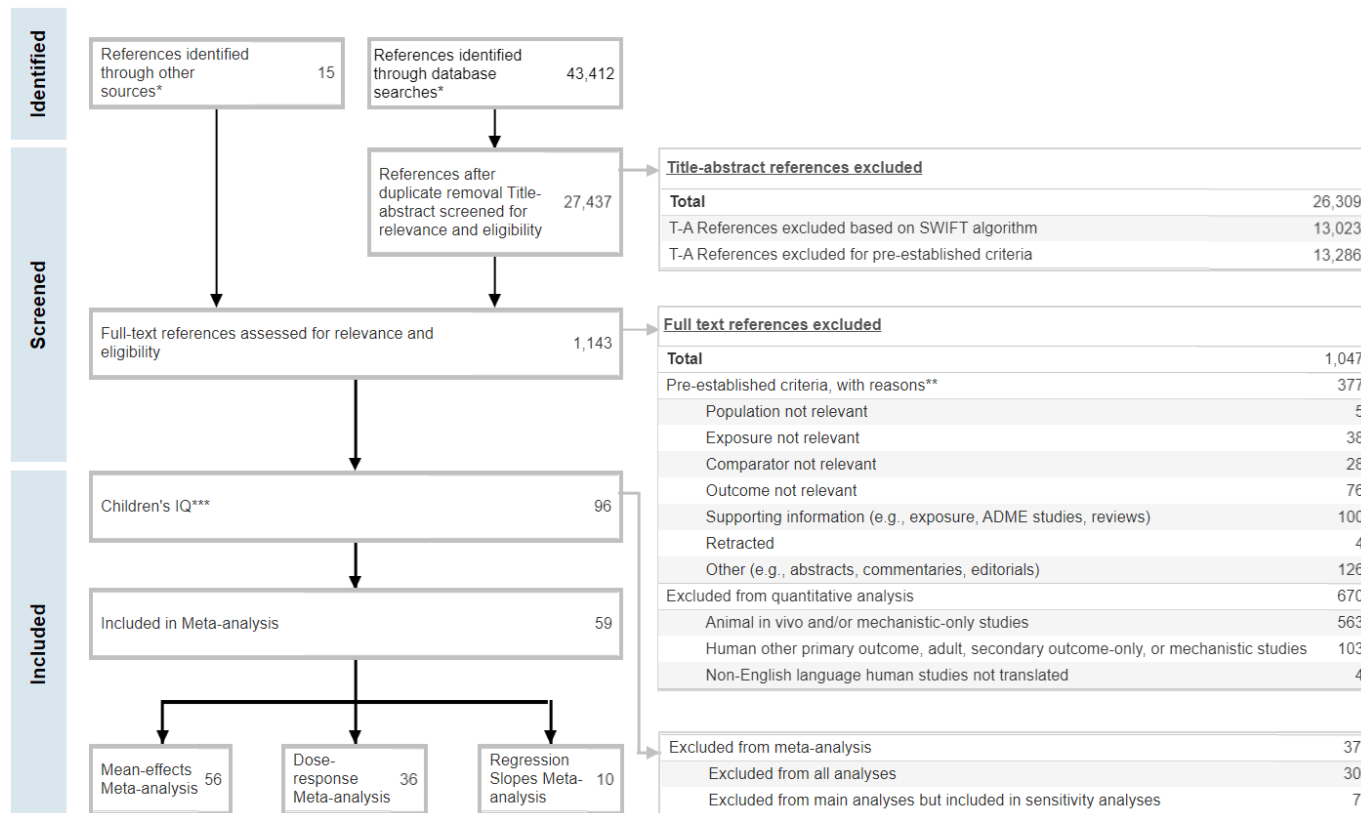 Identified
References identified
through other
sources*
15
References identified
through database
searches*
43,412
Screened
References after
duplicate removal Title-
abstract screened for
relevance and eligibility
27,437
Title-abstract references excluded
Total 26,309
T-A References excluded based on SWIFT algorithm 13,023
T-A References excluded for pre-established criteria 13,286
Full-text references assessed for relevance and
eligibility
1,143
Full text references excluded
Total 1,047
Pre-established criteria, with reasons** 377
Population not relevant 5
Exposure not relevant 38
Comparator not relevant 28
Outcome not relevant 76
Supporting information (e.g., exposure, ADME studies, reviews) 100
Retracted 4
Other (e.g., abstracts, commentaries, editorials) 126
Excluded from quantitative analysis 670
Animal in vivo and/or mechanistic-only studies 563
Human other primary outcome, adult, secondary outcome-only, or mechanistic studies 103
Non-English language human studies not translated 4
Included
Children's IQ*** 96
Included in Meta-analysis 59
Mean-effects
Meta-analysis
56
Dose-
response
Meta-analysis
36
Regression
Slopes Meta-
analysis
10
Excluded from meta-analysis 37
Excluded from all analyses 30
Excluded from main analyses but included in sensitivity analyses 7